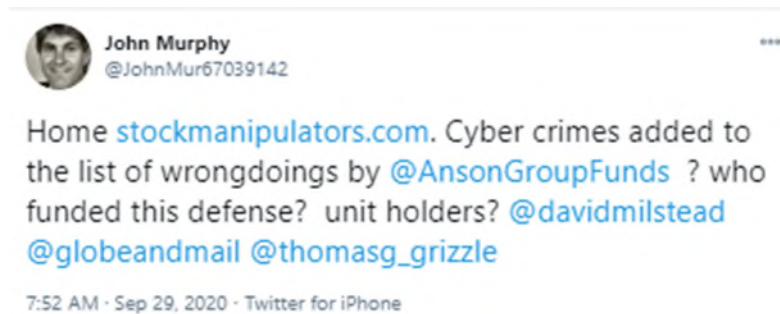 John Murphy
@JohnMur67039142
Home stockmanipulators.com. Cyber crimes added to
the list of wrongdoings by @AnsonGroupFunds ? who
funded this defense? unit holders? @davidmilstead
@globeandmail @thomasg_grizzle
7:52 AM · Sep 29, 2020 · Twitter for iPhone